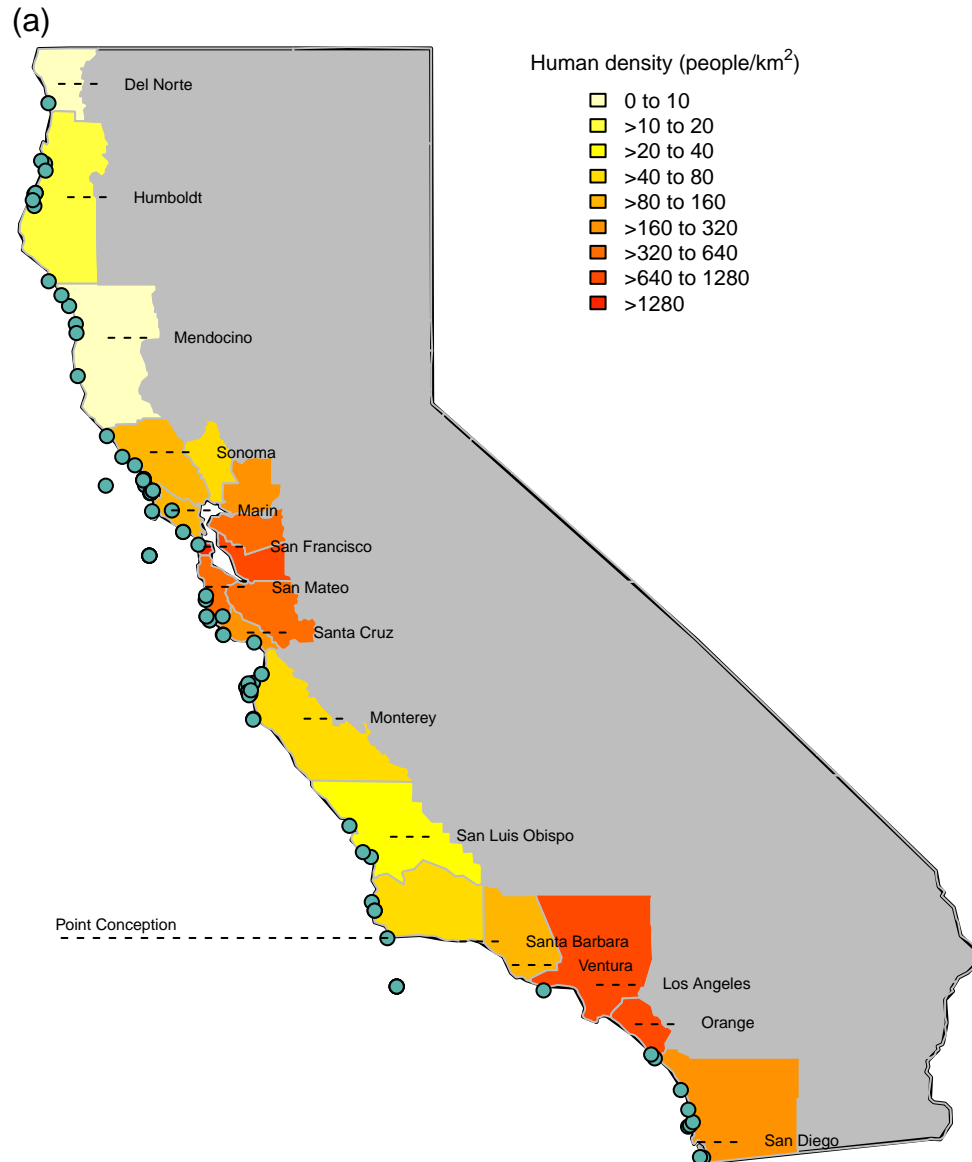 (a)
Human density (people/km²)
0 to 10
>10 to 20
>20 to 40
>40 to 80
>80 to 160
>160 to 320
>320 to 640
>640 to 1280
>1280
Del Norte
Humboldt
Mendocino
Sonoma
Marin
San Francisco
San Mateo
Santa Cruz
Monterey
San Luis Obispo
Point Conception
Santa Barbara
Ventura
Los Angeles
Orange
San Diego